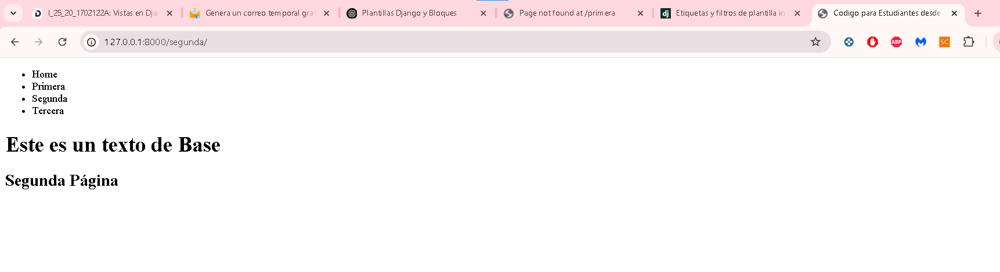 I_25_20_1702122A: Vistas en Dja
Genera un correo temporal grat
Plantillas Django y Bloques
Page not found at /primera
Etiquetas y filtros de plantilla in
Codigo para Estudiantes desde
127.0.0.1:8000/segunda/
ABP
SC
Home
Primera
Segunda
Tercera
Este es un texto de Base
Segunda Página